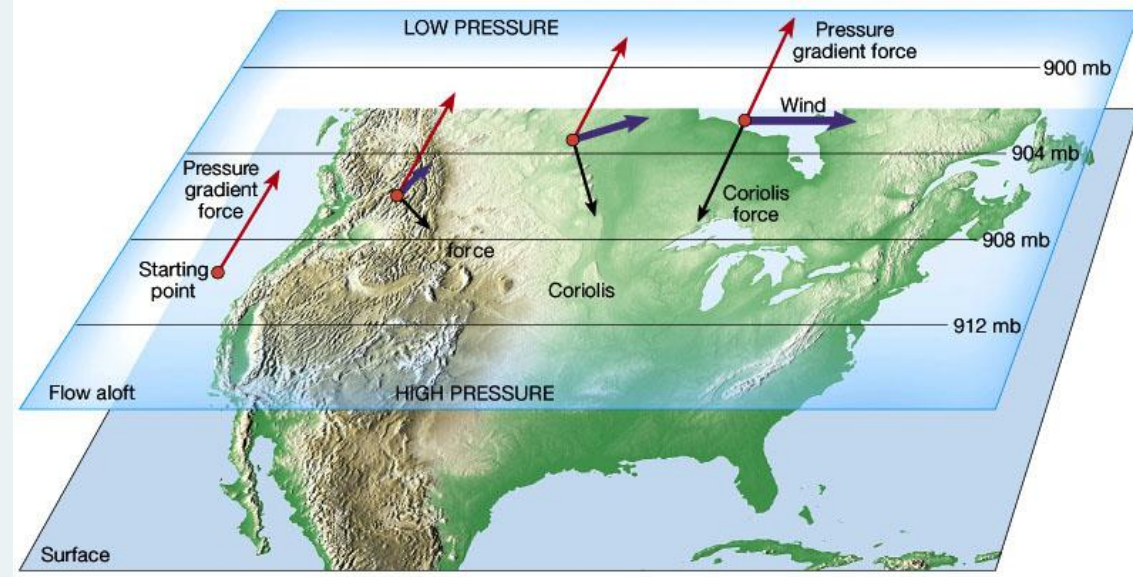 LOW PRESSURE
Pressure
gradient force
900 mb
Wind
904 mb
Pressure
gradient
force
Coriolis
force
908 mb
force
Starting
point
Coriolis
912 mb
Flow aloft
HIGH PRESSURE
Surface